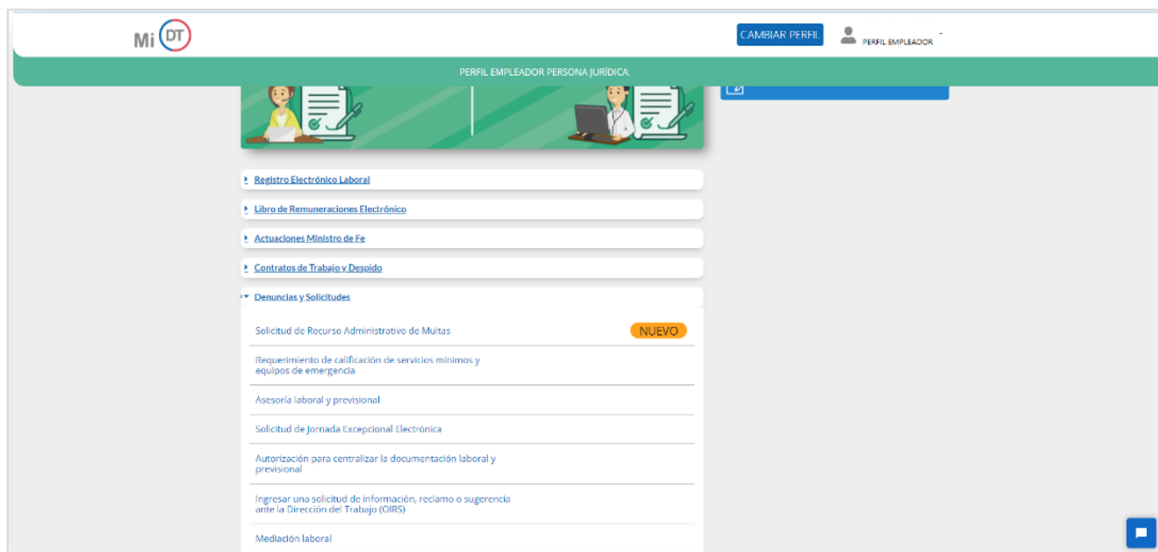 Mi DT
CAMBIAR PERFIL
PERFIL EMPLEADOR
PERFIL EMPLEADOR PERSONA JURÍDICA
Registro Electrónico Laboral
Libro de Remuneraciones Electrónico
Actuaciones Ministro de Fe
Contratos de Trabajo y Despido
Denuncias y Solicitudes
Solicitud de Recurso Administrativo de Multas
NUEVO
Requerimiento de calificación de servicios mínimos y
equipos de emergencia
Asesoría laboral y previsional
Solicitud de Jornada Excepcional Electrónica
Autorización para centralizar la documentación laboral y
previsional
Ingresar una solicitud de información, reclamo o sugerencia
ante la Dirección del Trabajo (OIRS)
Mediación laboral